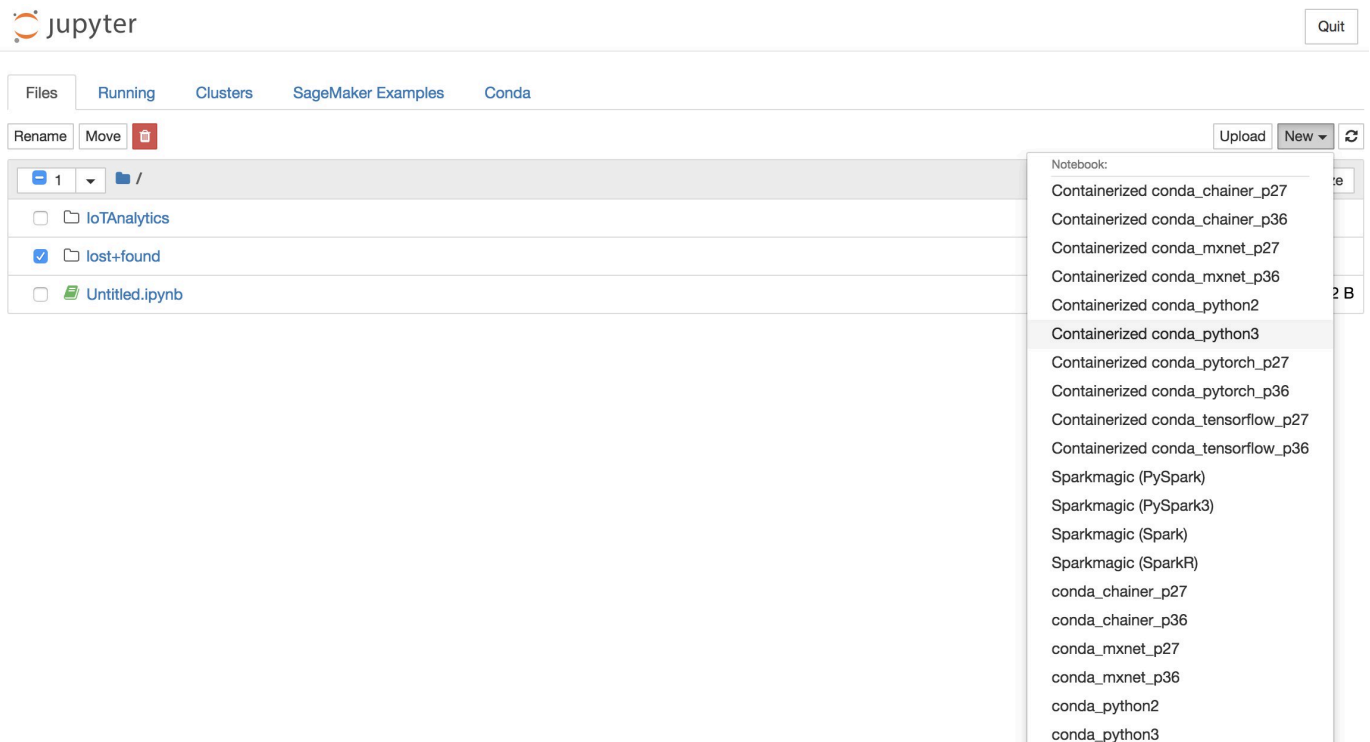 jupyter
Quit
Files Running Clusters SageMaker Examples Conda
Rename Move Upload New
1 /
IoTAnalytics
lost+found
Untitled.ipynb
2 B
Notebook:
Containerized conda_chainer_p27
Containerized conda_chainer_p36
Containerized conda_mxnet_p27
Containerized conda_mxnet_p36
Containerized conda_python2
Containerized conda_python3
Containerized conda_pytorch_p27
Containerized conda_pytorch_p36
Containerized conda_tensorflow_p27
Containerized conda_tensorflow_p36
Sparkmagic (PySpark)
Sparkmagic (PySpark3)
Sparkmagic (Spark)
Sparkmagic (SparkR)
conda_chainer_p27
conda_chainer_p36
conda_mxnet_p27
conda_mxnet_p36
conda_python2
conda_python3